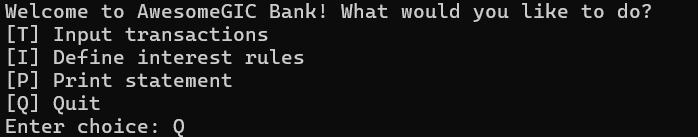 Welcome to AwesomeGIC Bank! What would you like to do?
[T] Input transactions
[I] Define interest rules
[P] Print statement
[Q] Quit
Enter choice: Q